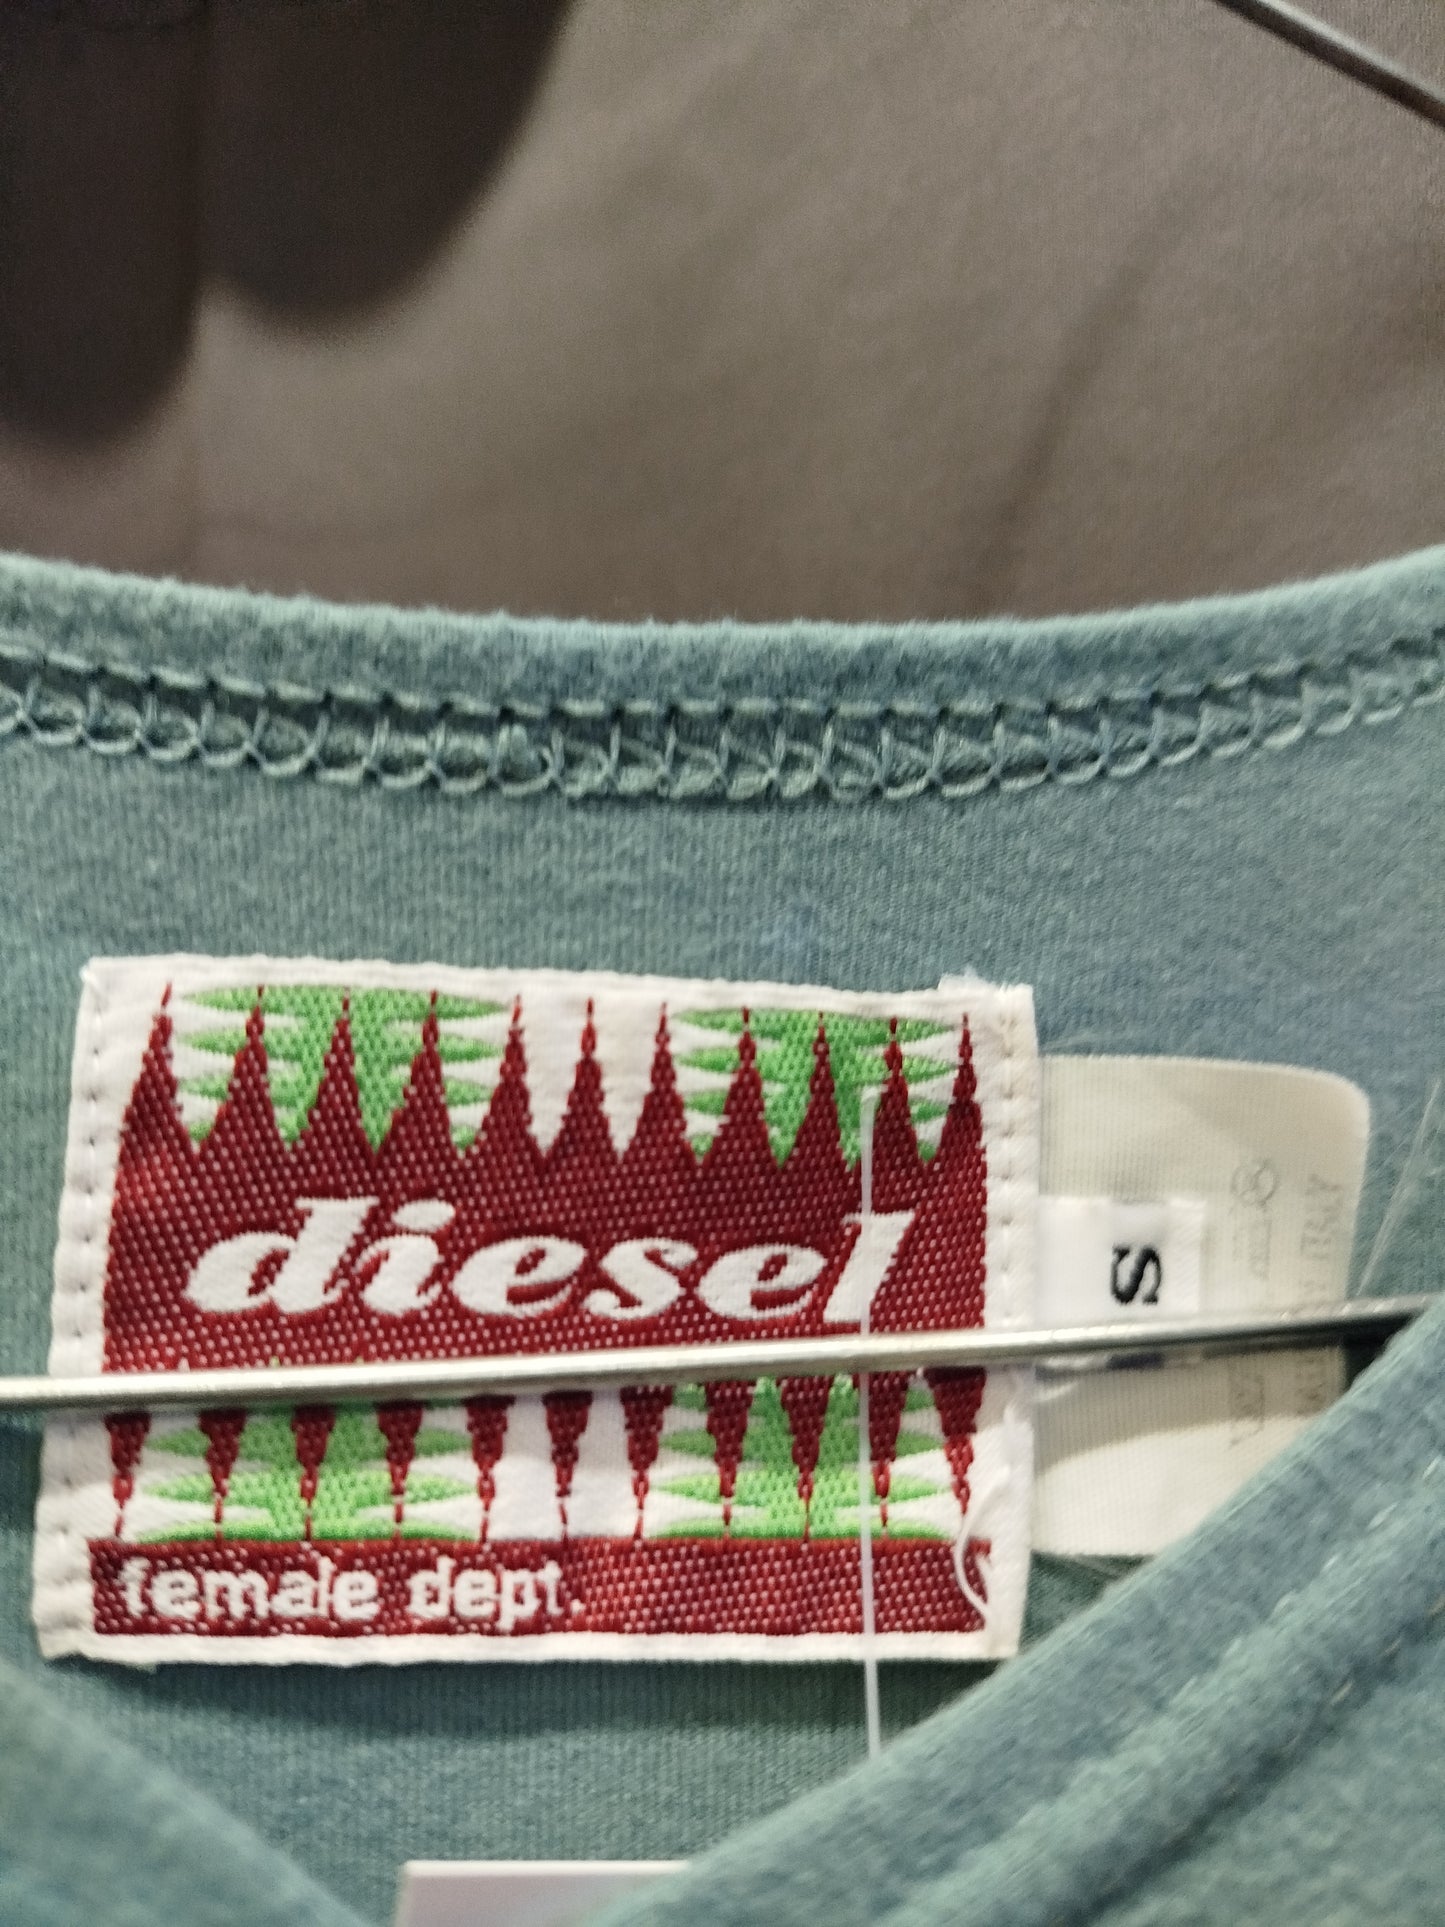 diesel
female dept.
S